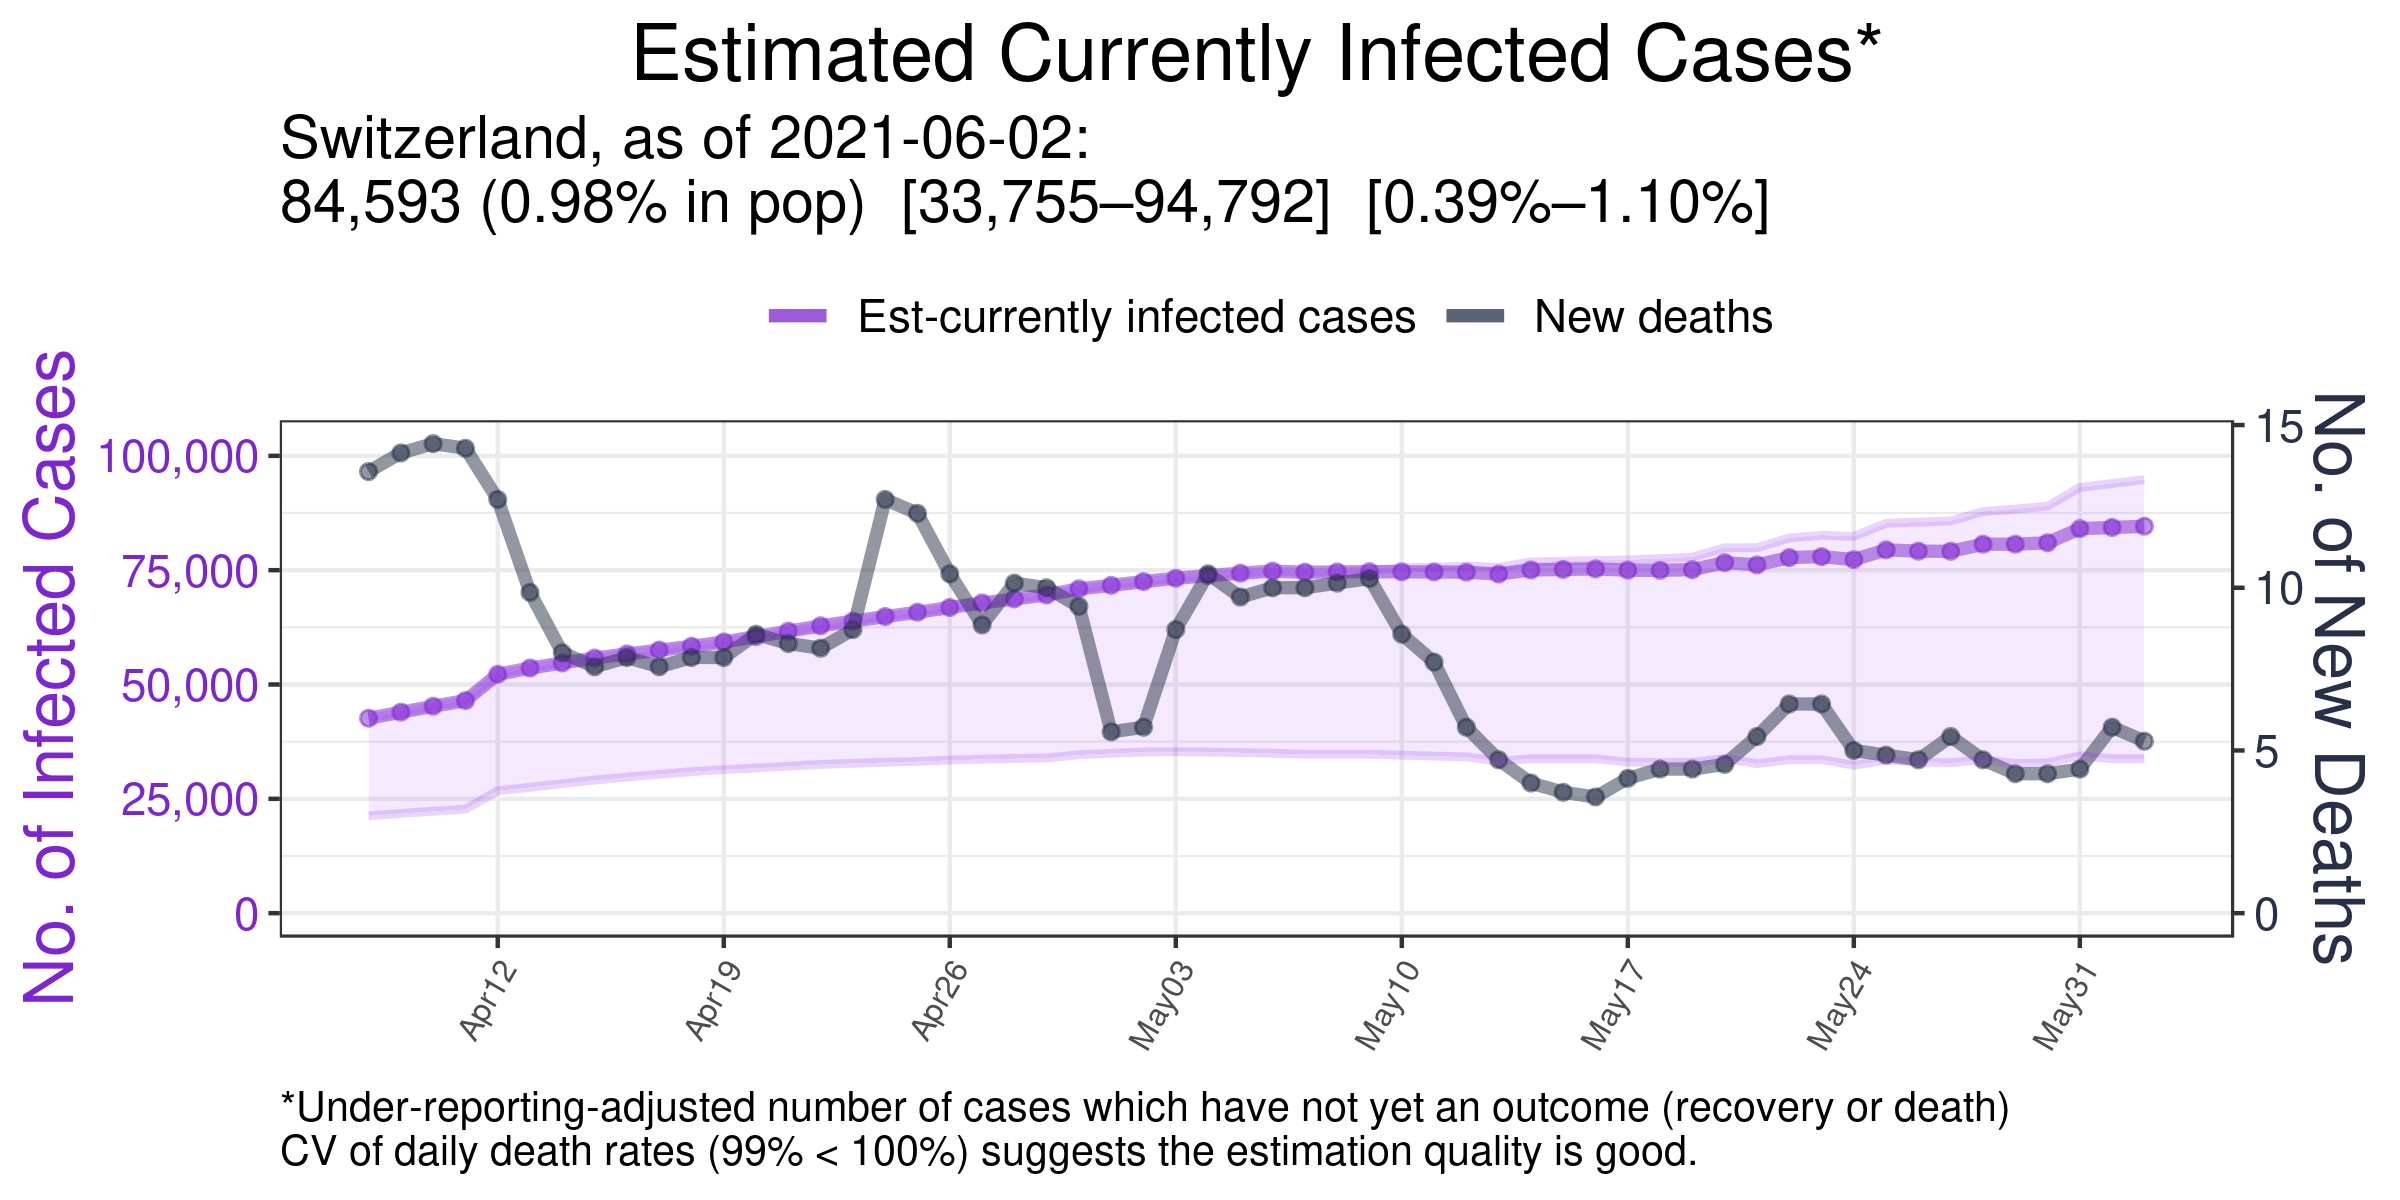 Estimated Currently Infected Cases*
Switzerland, as of 2021-06-02:
84,593 (0.98% in pop)  [33,755–94,792]  [0.39%–1.10%]
Est-currently infected cases
New deaths
No. of Infected Cases
100,000
75,000
50,000
25,000
0
15
10
5
0
No. of New Deaths
Apr12
Apr19
Apr26
May03
May10
May17
May24
May31
*Under-reporting-adjusted number of cases which have not yet an outcome (recovery or death)
CV of daily death rates (99% < 100%) suggests the estimation quality is good.